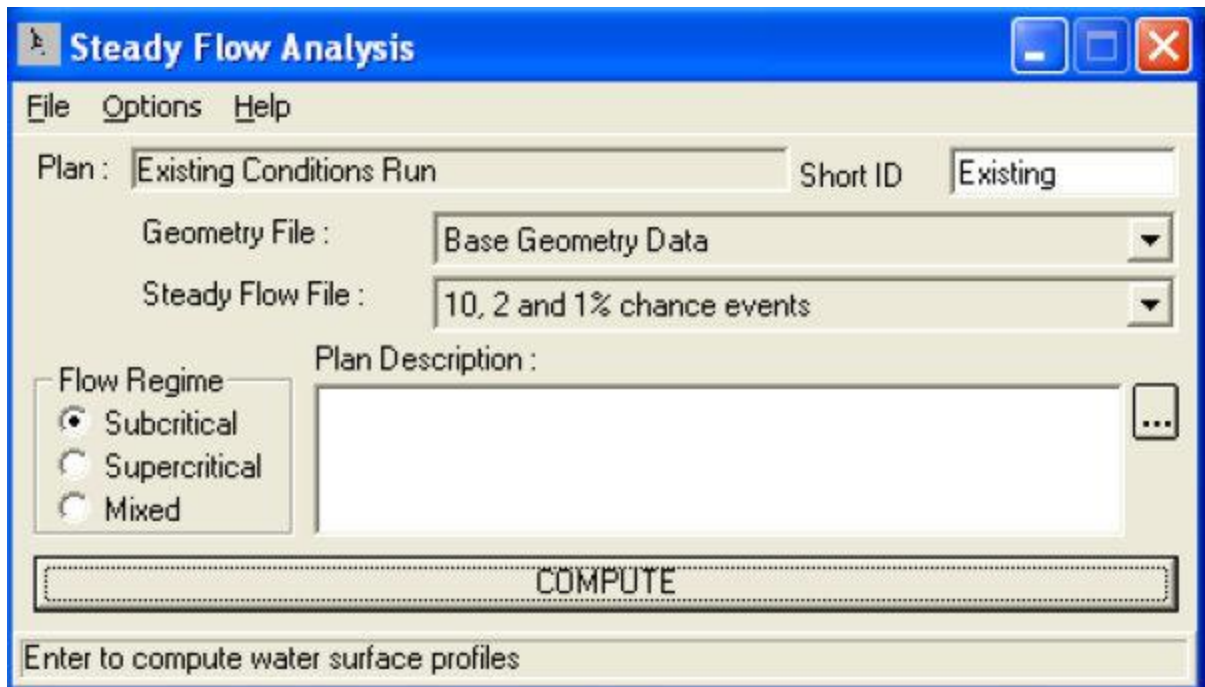 Steady Flow Analysis
File Options Help
Plan : Existing Conditions Run Short ID Existing
Geometry File : Base Geometry Data
Steady Flow File : 10, 2 and 1% chance events
Plan Description :
Flow Regime
Subcritical
Supercritical
Mixed
...
COMPUTE
Enter to compute water surface profiles